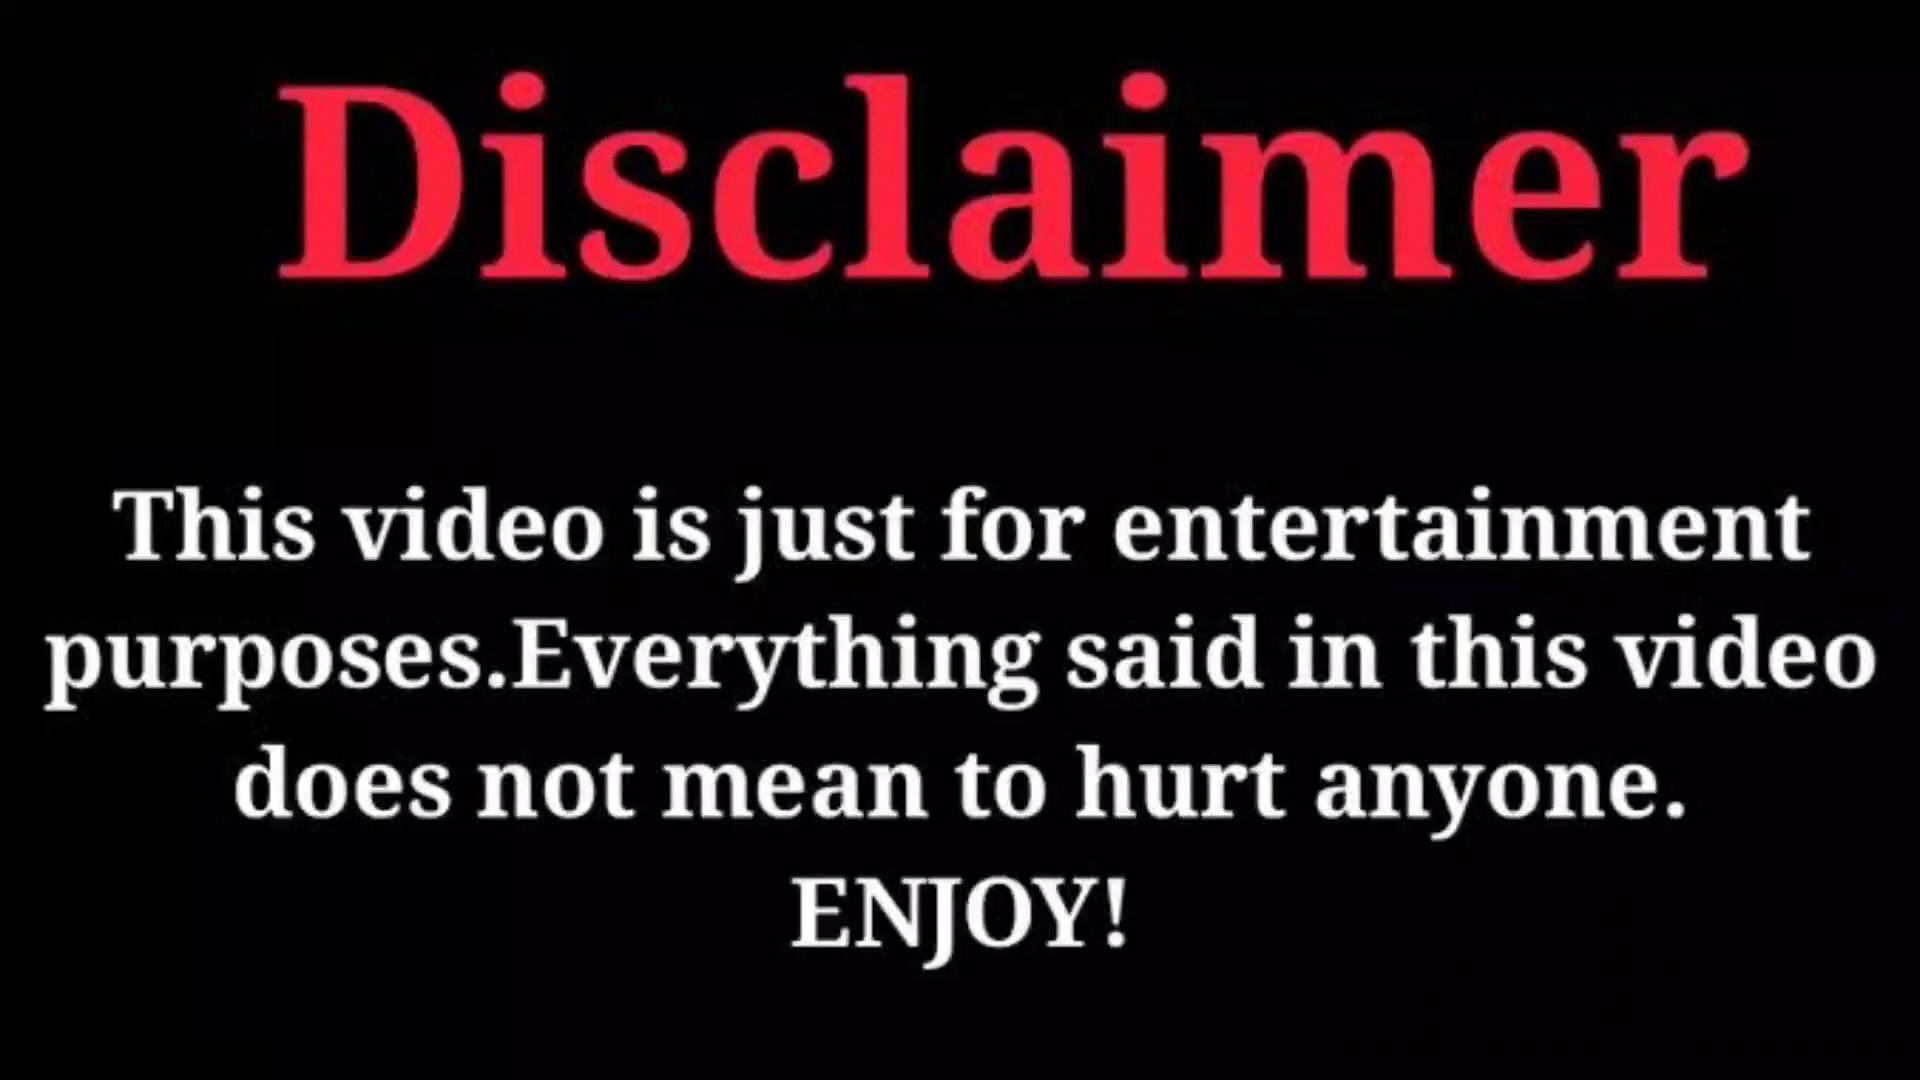 Disclaimer
This video is just for entertainment
purposes.Everything said in this video
does not mean to hurt anyone.
ENJOY!